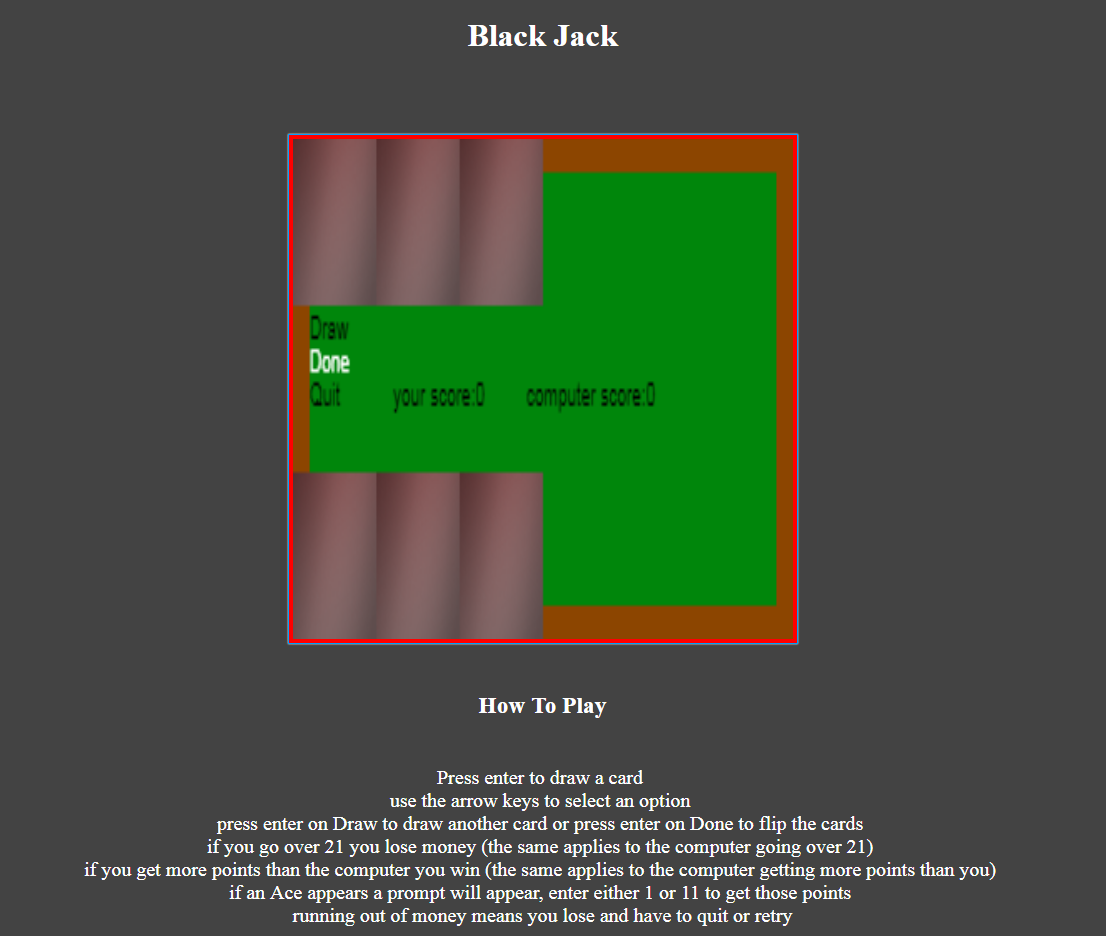 Black Jack
Draw
Done
Quit your score:0 computer score:0
How To Play
Press enter to draw a card
use the arrow keys to select an option
press enter on Draw to draw another card or press enter on Done to flip the cards
if you go over 21 you lose money (the same applies to the computer going over 21)
if you get more points than the computer you win (the same applies to the computer getting more points than you)
if an Ace appears a prompt will appear, enter either 1 or 11 to get those points
running out of money means you lose and have to quit or retry